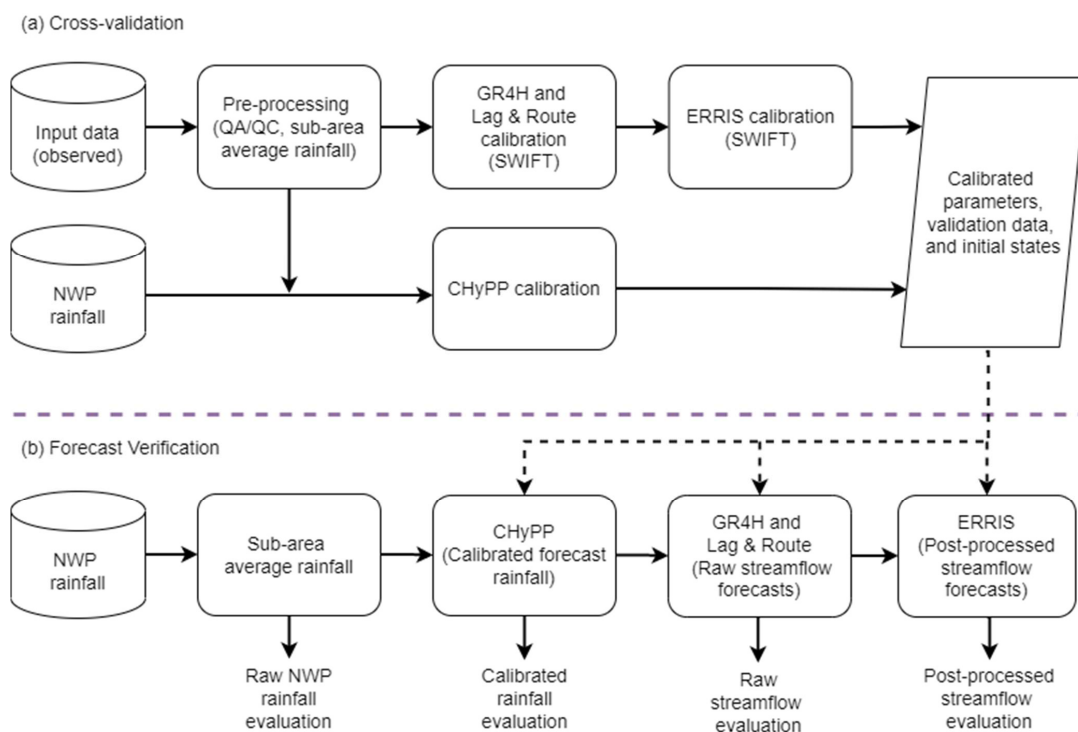 (a) Cross-validation
Input data
(observed)
Pre-processing
(QA/QC, sub-area
average rainfall)
GR4H and
Lag & Route
calibration
(SWIFT)
ERRIS calibration
(SWIFT)
Calibrated
parameters,
validation data,
and initial states
NWP
rainfall
CHyPP calibration
(b) Forecast Verification
NWP
rainfall
Sub-area
average rainfall
CHyPP
(Calibrated forecast
rainfall)
GR4H and
Lag & Route
(Raw streamflow
forecasts)
ERRIS
(Post-processed
streamflow
forecasts)
Raw NWP
rainfall
evaluation
Calibrated
rainfall
evaluation
Raw
streamflow
evaluation
Post-processed
streamflow
evaluation